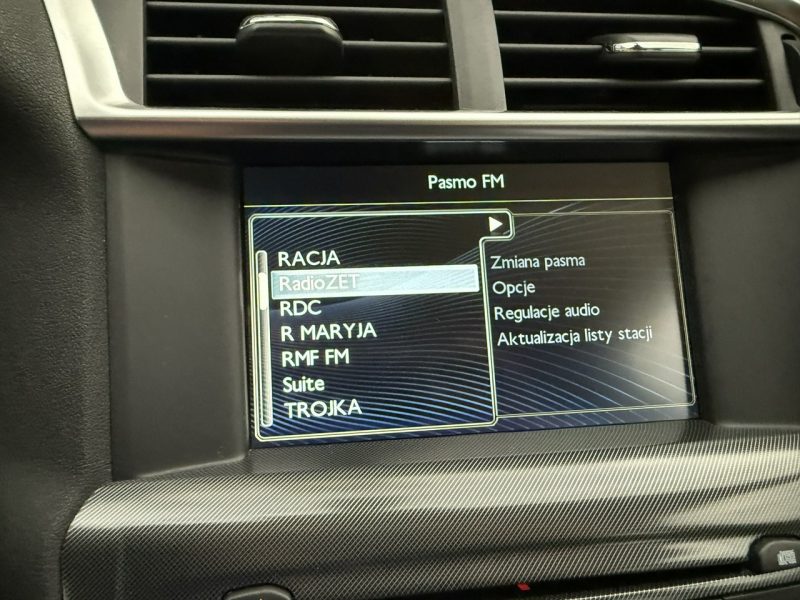 Pasmo FM
RACJA
RadioZET
RDC
R MARYJA
RMF FM
Suite
TROJKA
Zmiana pasma
Opcje
Regulacje audio
Aktualizacja listy stacji